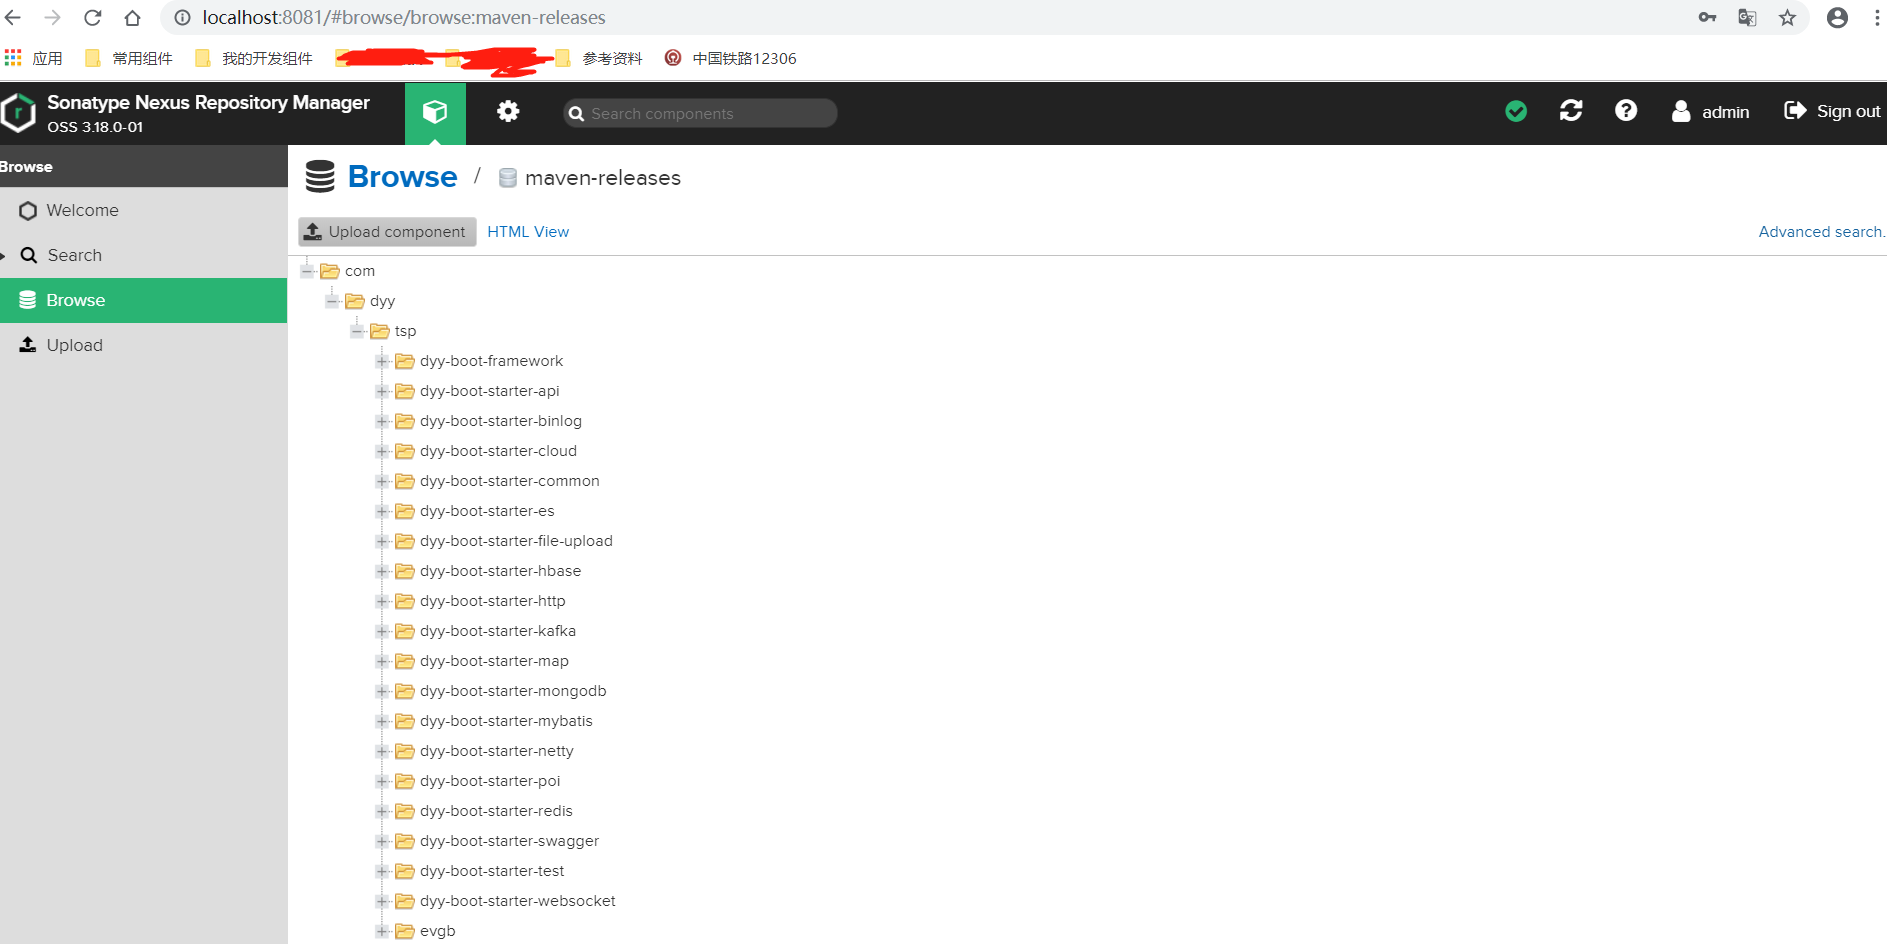 localhost:8081/#browse/browse:maven-releases
应用 常用组件 我的开发组件 参考资料 中国铁路12306
Sonatype Nexus Repository Manager
OSS 3.18.0-01
Search components
admin Sign out
Browse
Welcome
Search
Browse
Upload
Browse / maven-releases
Upload component HTML View Advanced search.
com
dyy
tsp
dyy-boot-framework
dyy-boot-starter-api
dyy-boot-starter-binlog
dyy-boot-starter-cloud
dyy-boot-starter-common
dyy-boot-starter-es
dyy-boot-starter-file-upload
dyy-boot-starter-hbase
dyy-boot-starter-http
dyy-boot-starter-kafka
dyy-boot-starter-map
dyy-boot-starter-mongodb
dyy-boot-starter-mybatis
dyy-boot-starter-netty
dyy-boot-starter-poi
dyy-boot-starter-redis
dyy-boot-starter-swagger
dyy-boot-starter-test
dyy-boot-starter-websocket
evgb